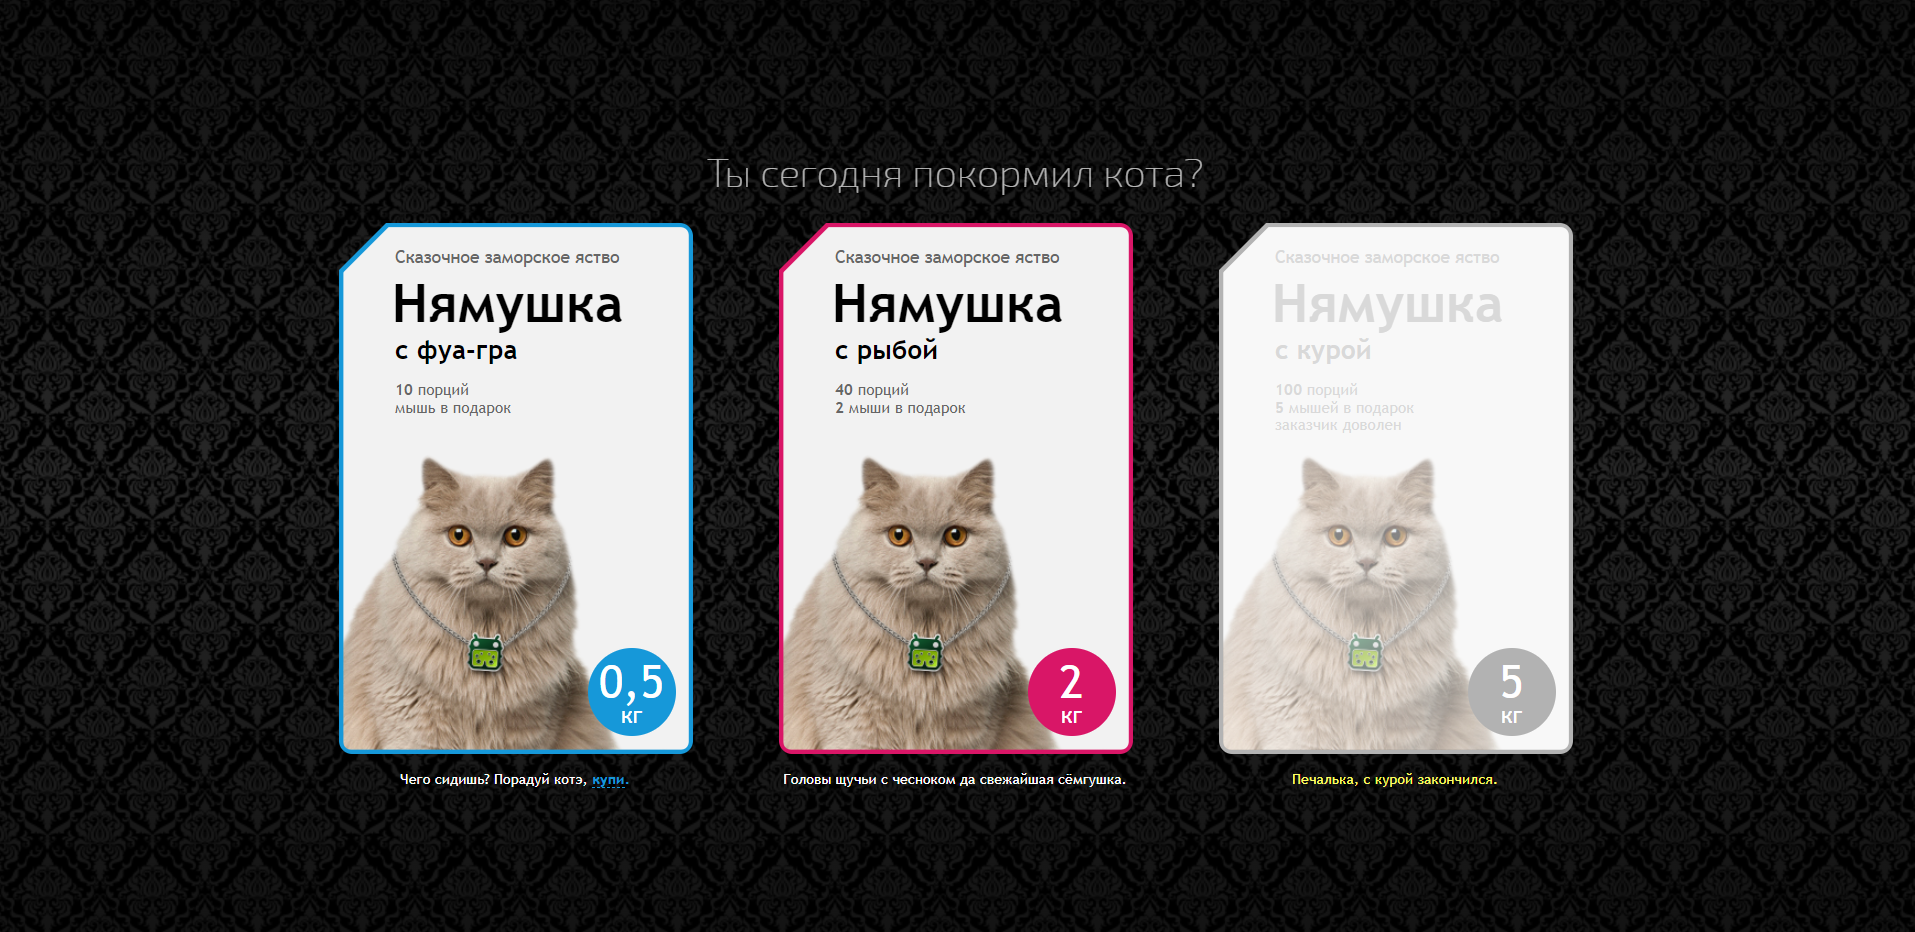 Ты сегодня покормил кота?
Сказочное заморское яство
Нямушка
с фуа-гра
10 порций
мышь в подарок
0,5
кг
Чего сидишь? Порадуй котэ, купи.
Сказочное заморское яство
Нямушка
с рыбой
40 порций
2 мыши в подарок
2
кг
Головы щучьи с чесноком да свежайшая сёмгушка.
Сказочное заморское яство
Нямушка
с курой
100 порций
5 мышей в подарок
заказчик доволен
5
кг
Печалька, с курой закончился.